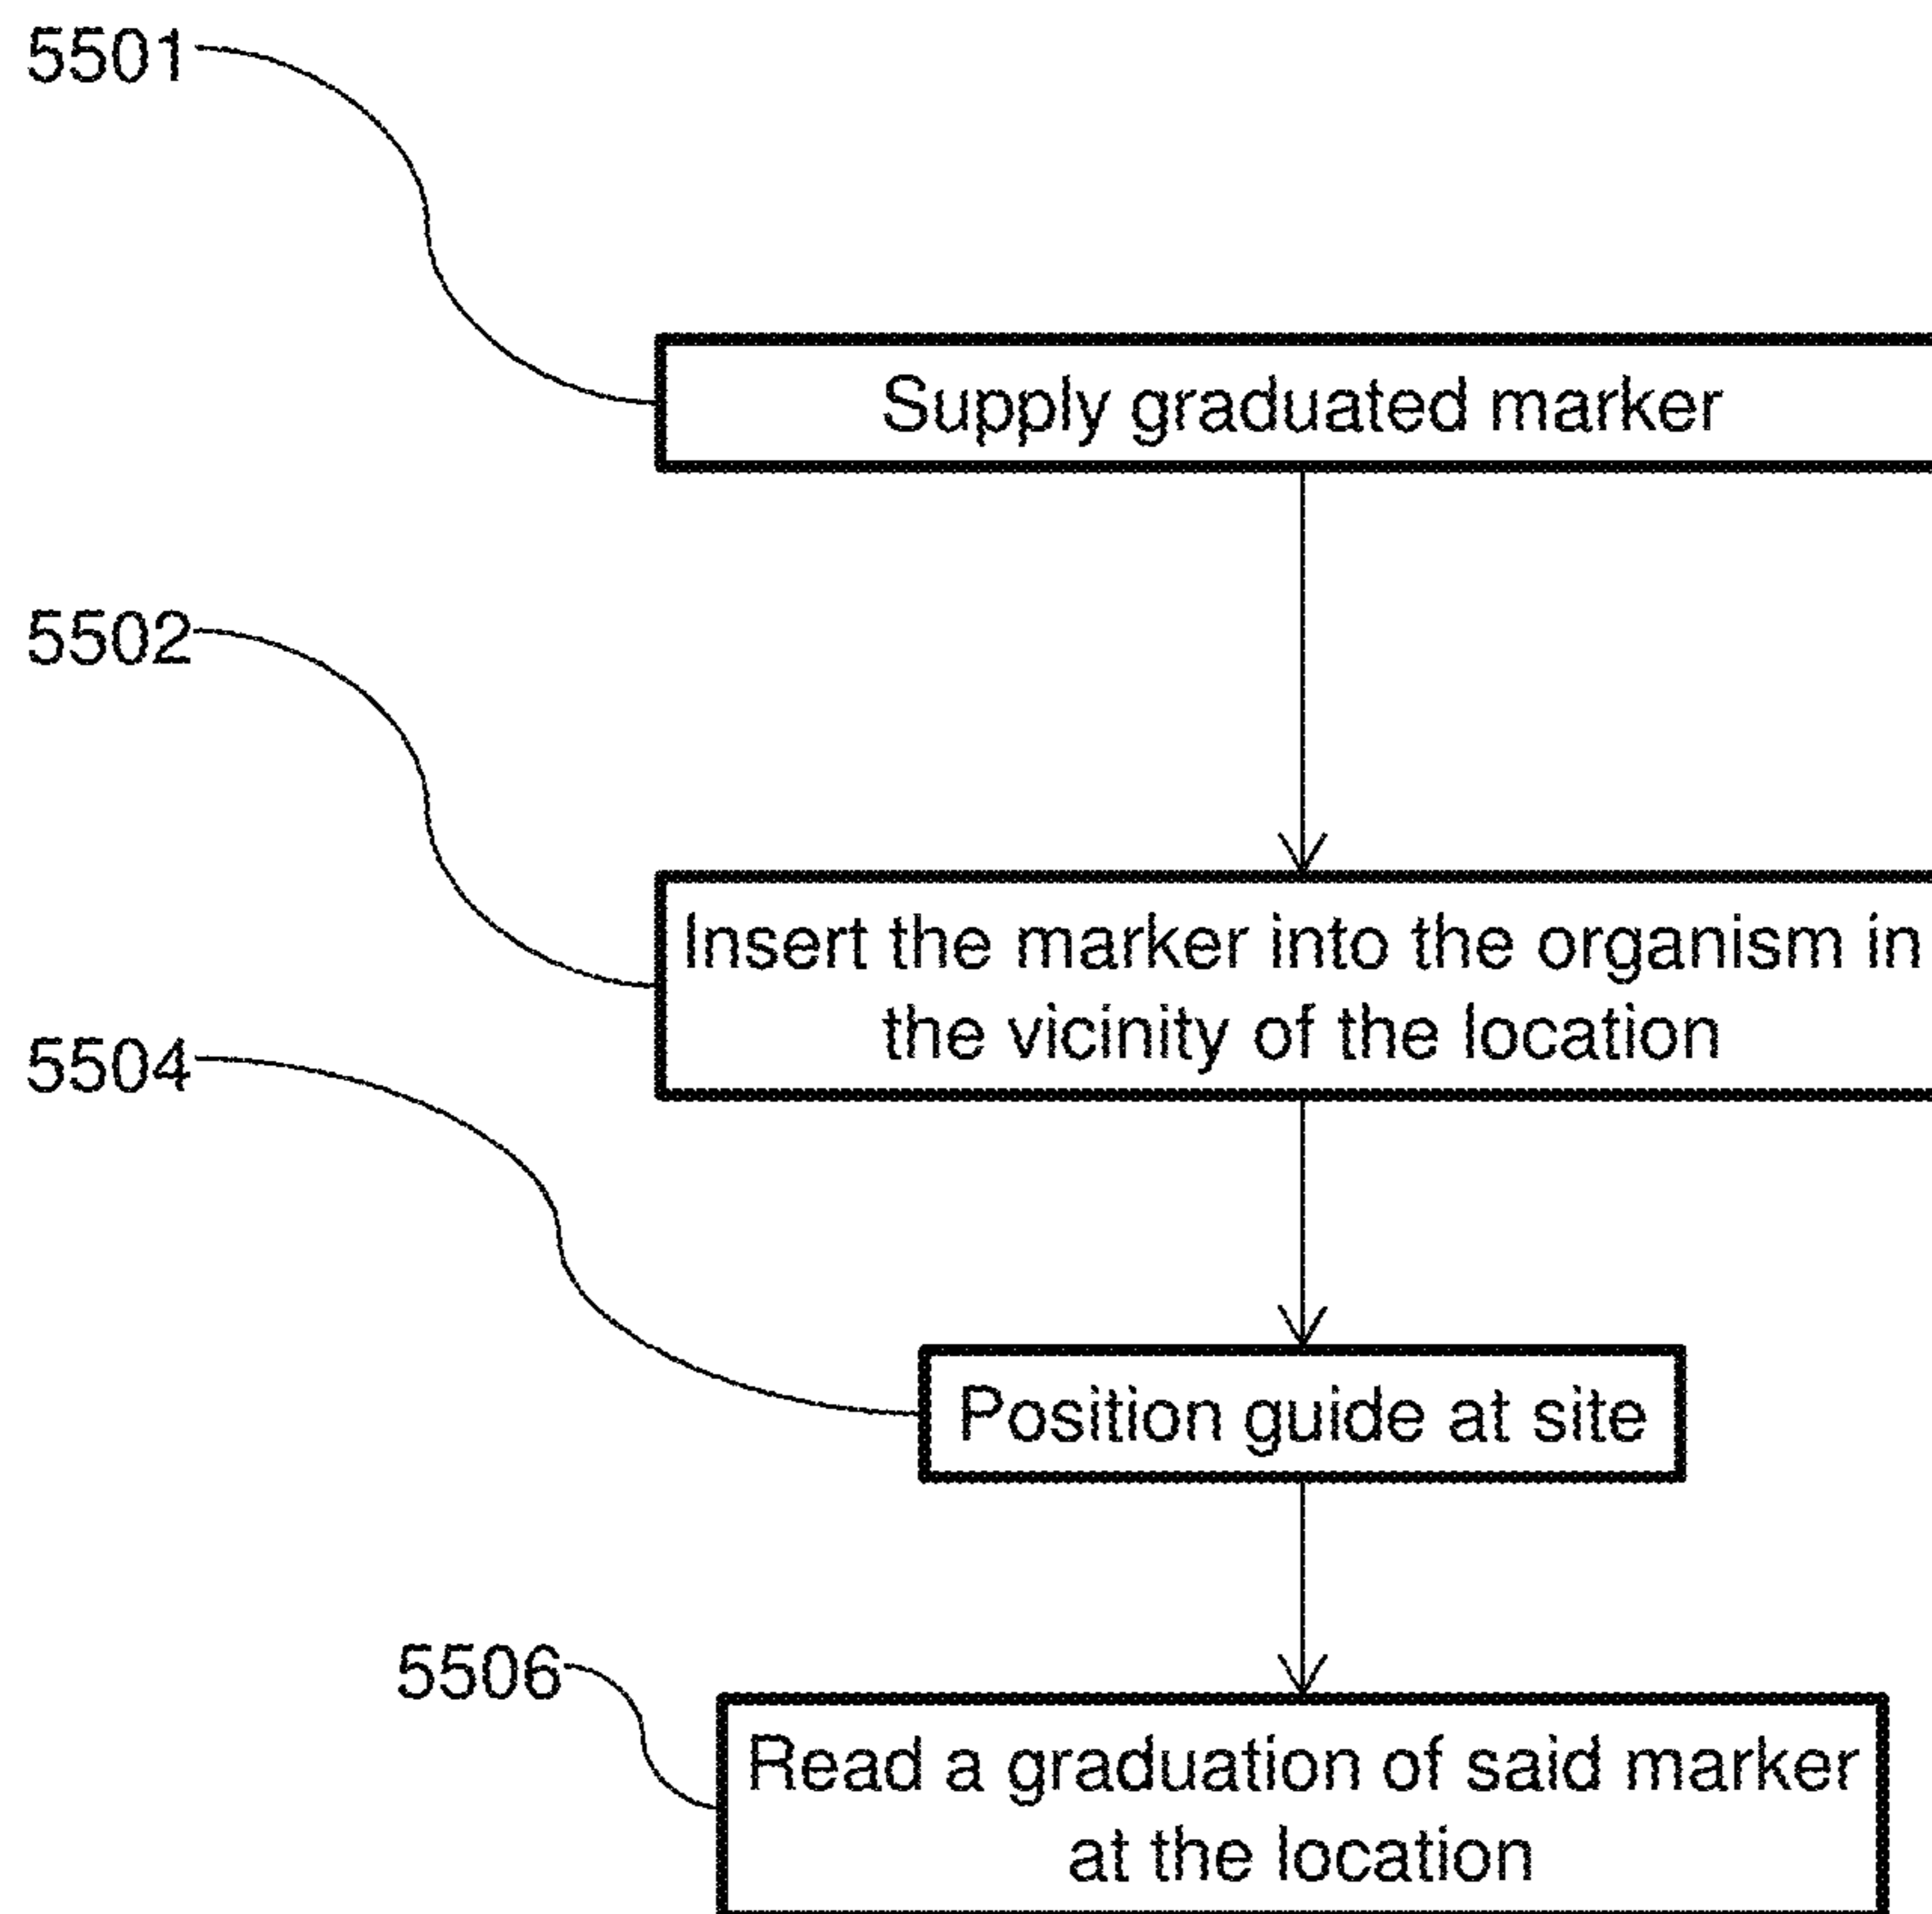 5501
Supply graduated marker
5502
Insert the marker into the organism in
the vicinity of the location
5504
Position guide at site
5506
Read a graduation of said marker
at the location